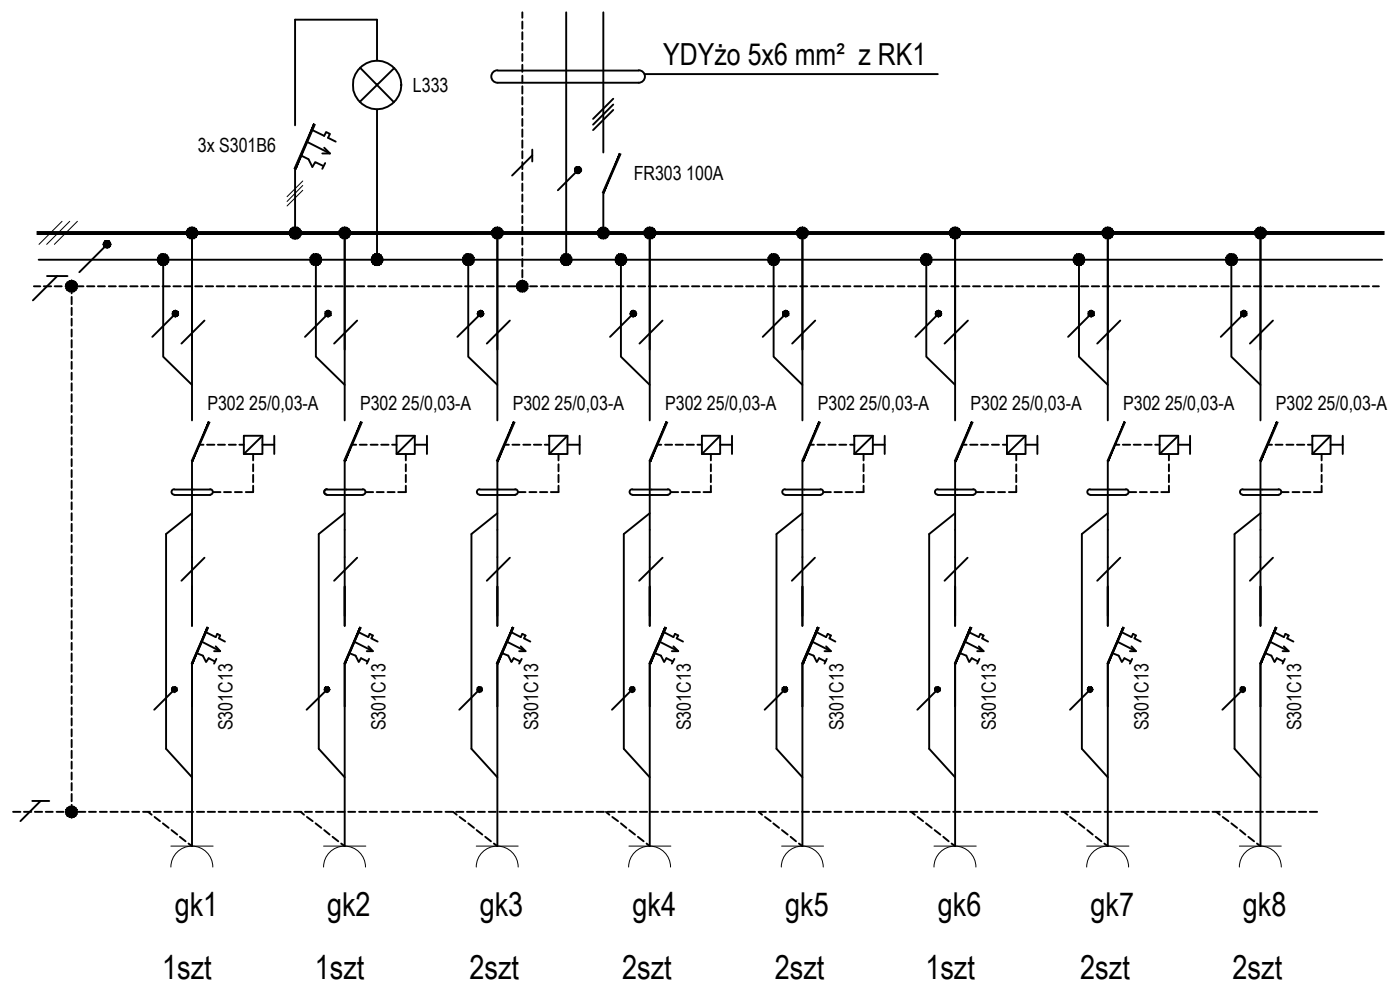 YDYżo 5x6 mm² z RK1
L333
3x S301B6
FR303 100A
P302 25/0,03-A P302 25/0,03-A P302 25/0,03-A P302 25/0,03-A P302 25/0,03-A P302 25/0,03-A P302 25/0,03-A P302 25/0,03-A
S301C13 S301C13 S301C13 S301C13 S301C13 S301C13 S301C13 S301C13
gk1 gk2 gk3 gk4 gk5 gk6 gk7 gk8
1szt 1szt 2szt 2szt 2szt 1szt 2szt 2szt